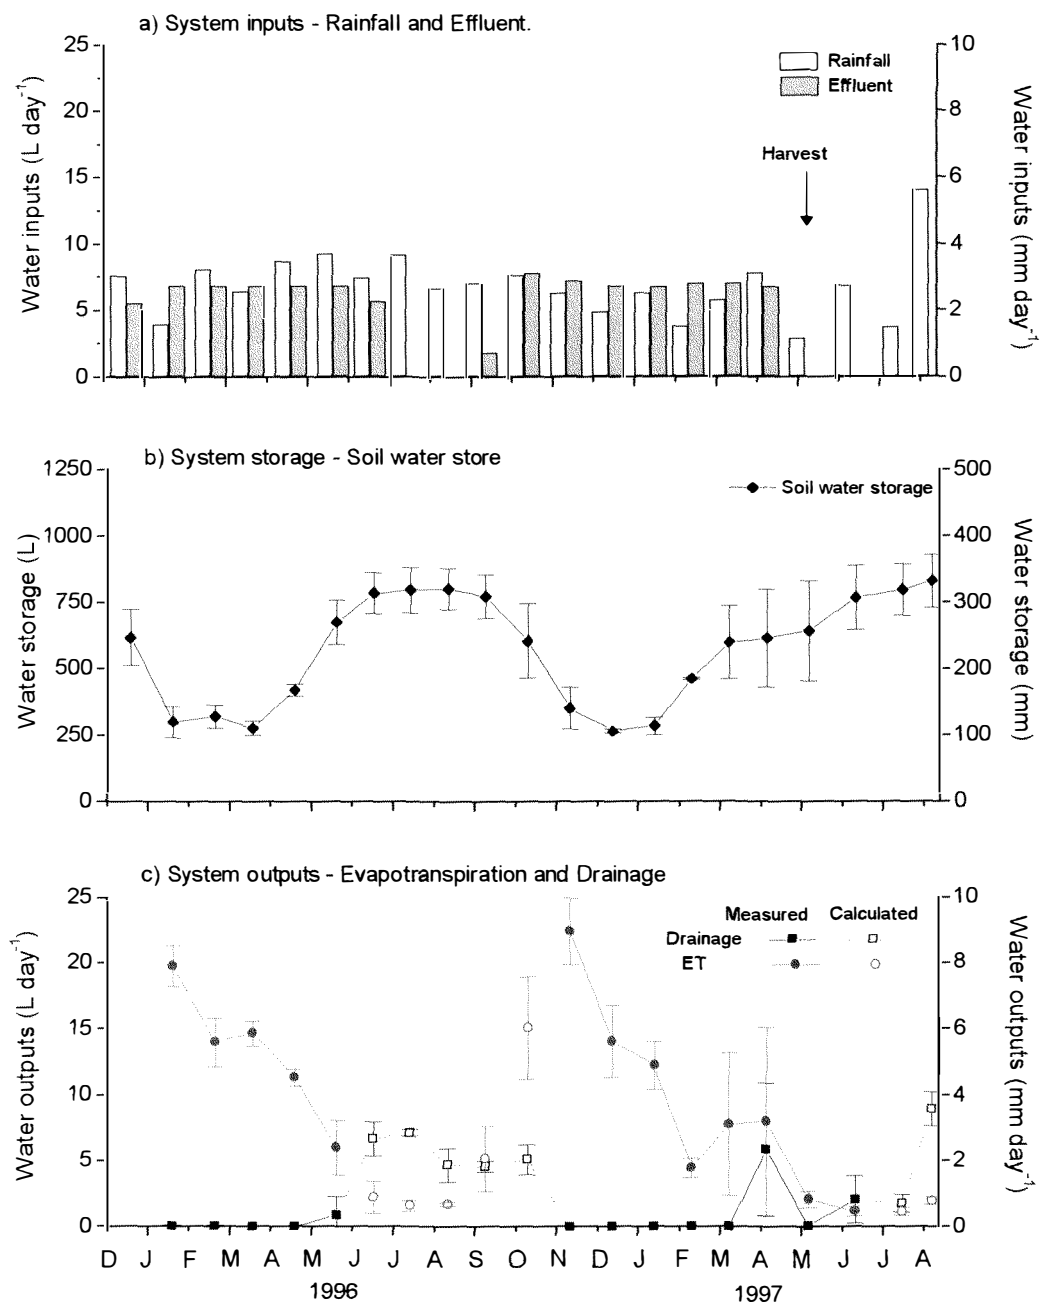 a) System inputs - Rainfall and Effluent.
25
20
15
10
5
0
Water inputs (L day-1)
10
8
6
4
2
0
Water inputs (mm day-1)
Rainfall
Effluent
Harvest
b) System storage - Soil water store
1250
1000
750
500
250
0
Water storage (L)
500
400
300
200
100
0
Water storage (mm)
Soil water storage
c) System outputs - Evapotranspiration and Drainage
25
20
15
10
5
0
Water outputs (L day-1)
10
8
6
4
2
0
Water outputs (mm day-1)
Measured Calculated
Drainage
ET
D J F M A M J J A S O N D J F M A M J J A
1996 1997